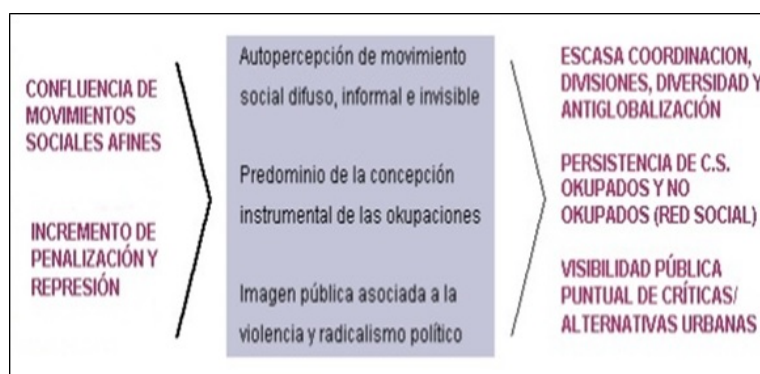 CONFLUENCIA DE
MOVIMIENTOS
SOCIALES AFINES
INCREMENTO DE
PENALIZACIÓN Y
REPRESIÓN
Autopercepción de movimiento
social difuso, informal e invisible
Predominio de la concepción
instrumental de las okupaciones
Imagen pública asociada a la
violencia y radicalismo político
ESCASA COORDINACION,
DIVISIONES, DIVERSIDAD Y
ANTIGLOBALIZACIÓN
PERSISTENCIA DE C.S.
OKUPADOS Y NO
OKUPADOS (RED SOCIAL)
VISIBILIDAD PÚBLICA
PUNTUAL DE CRÍTICAS/
ALTERNATIVAS URBANAS